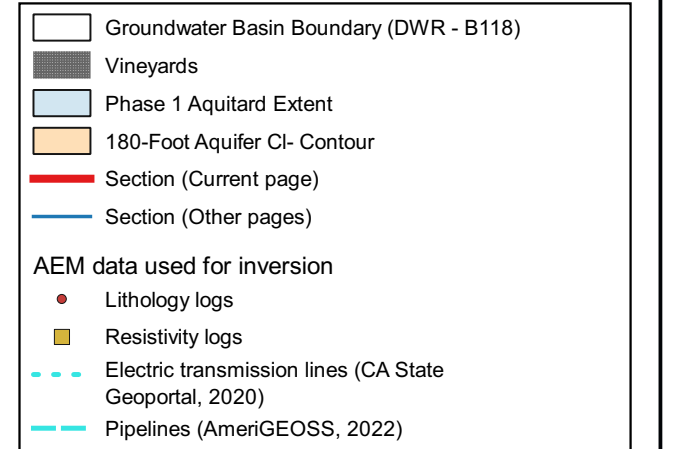 Groundwater Basin Boundary (DWR - B118)
Vineyards
Phase 1 Aquitard Extent
180-Foot Aquifer Cl- Contour
Section (Current page)
Section (Other pages)
AEM data used for inversion
Lithology logs
Resistivity logs
Electric transmission lines (CA State
Geoportal, 2020)
Pipelines (AmeriGEOSS, 2022)